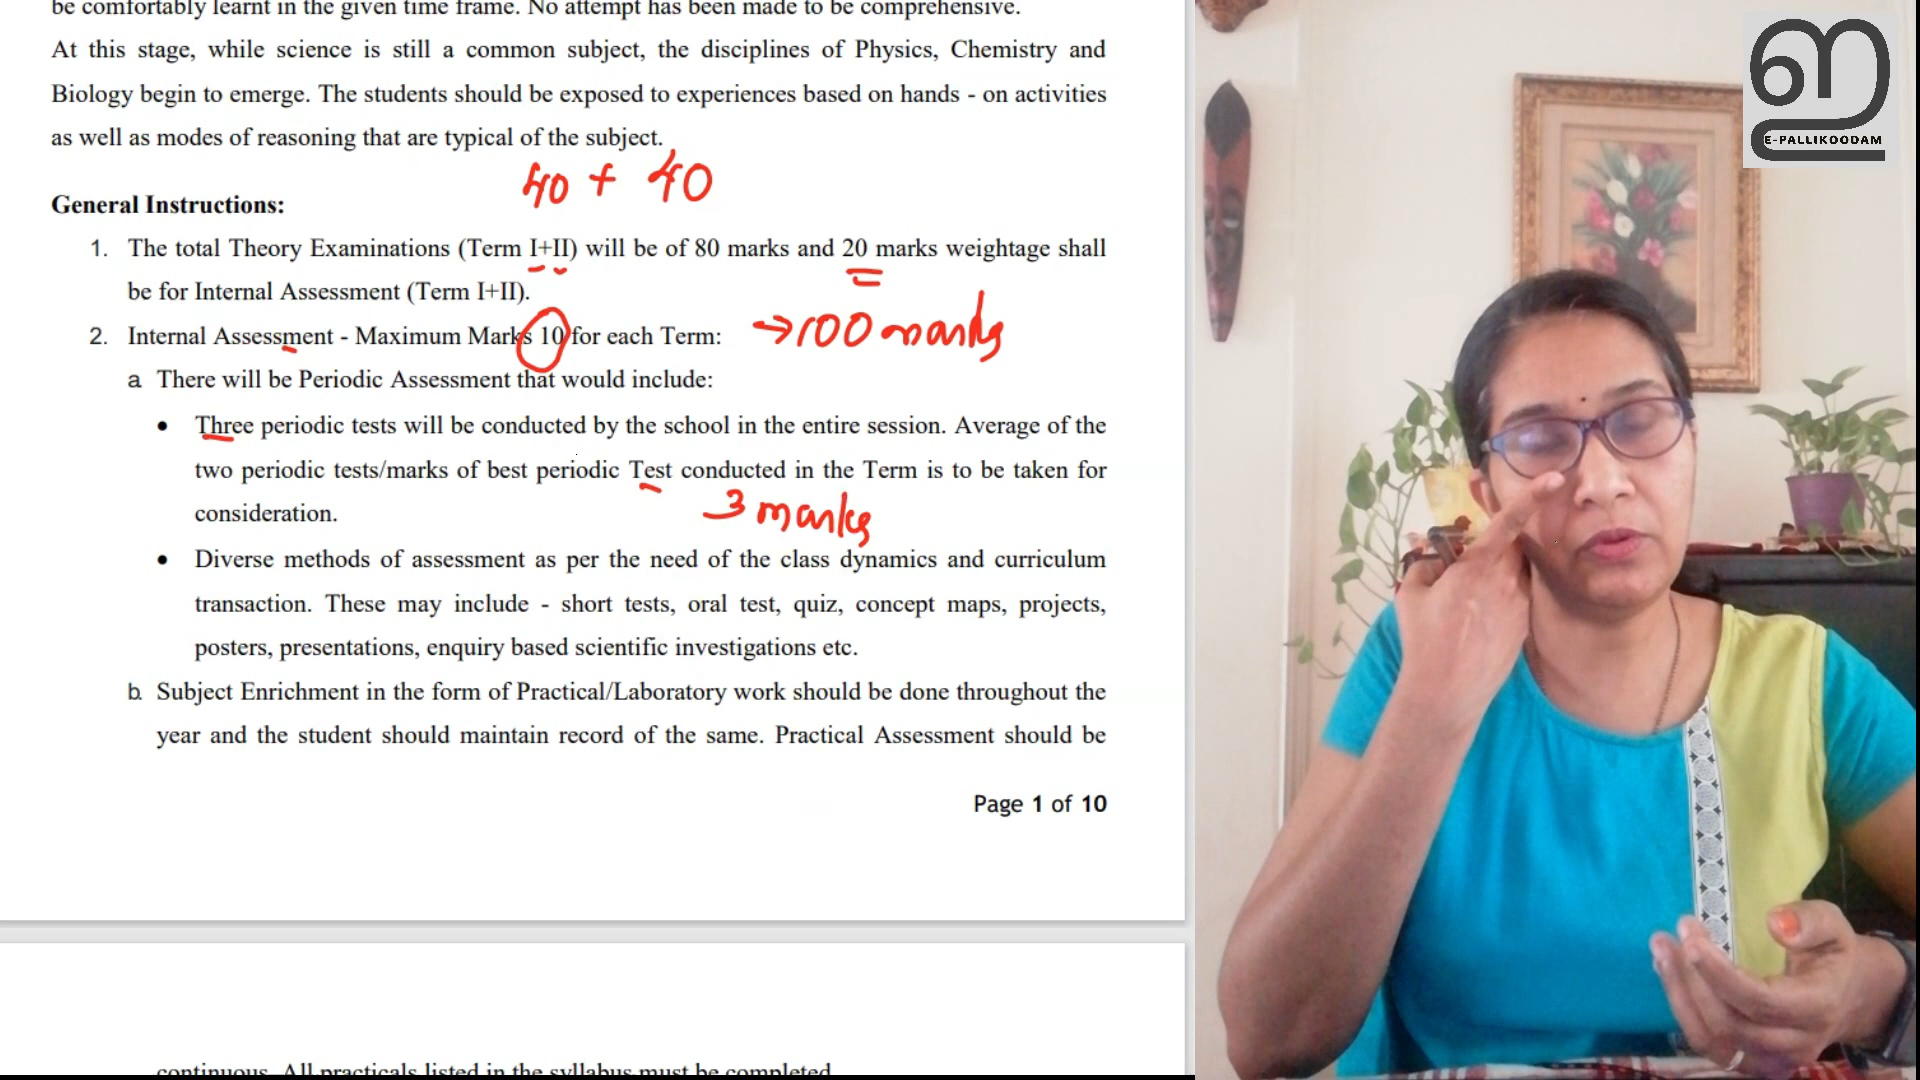 be comfortably learnt in the given time frame. No attempt has been made to be comprehensive.
At this stage, while science is still a common subject, the disciplines of Physics, Chemistry and
Biology begin to emerge. The students should be exposed to experiences based on hands - on activities
as well as modes of reasoning that are typical of the subject.
40 + 40
General Instructions:
1. The total Theory Examinations (Term I+II) will be of 80 marks and 20 marks weightage shall
be for Internal Assessment (Term I+II).
2. Internal Assessment - Maximum Marks 10 for each Term:
→100 marks
a There will be Periodic Assessment that would include:
• Three periodic tests will be conducted by the school in the entire session. Average of the
two periodic tests/marks of best periodic Test conducted in the Term is to be taken for
consideration.
3 marks
• Diverse methods of assessment as per the need of the class dynamics and curriculum
transaction. These may include - short tests, oral test, quiz, concept maps, projects,
posters, presentations, enquiry based scientific investigations etc.
b. Subject Enrichment in the form of Practical/Laboratory work should be done throughout the
year and the student should maintain record of the same. Practical Assessment should be
Page 1 of 10
continuous. All practicals listed in the syllabus must be completed
E-PALLIKOODAM